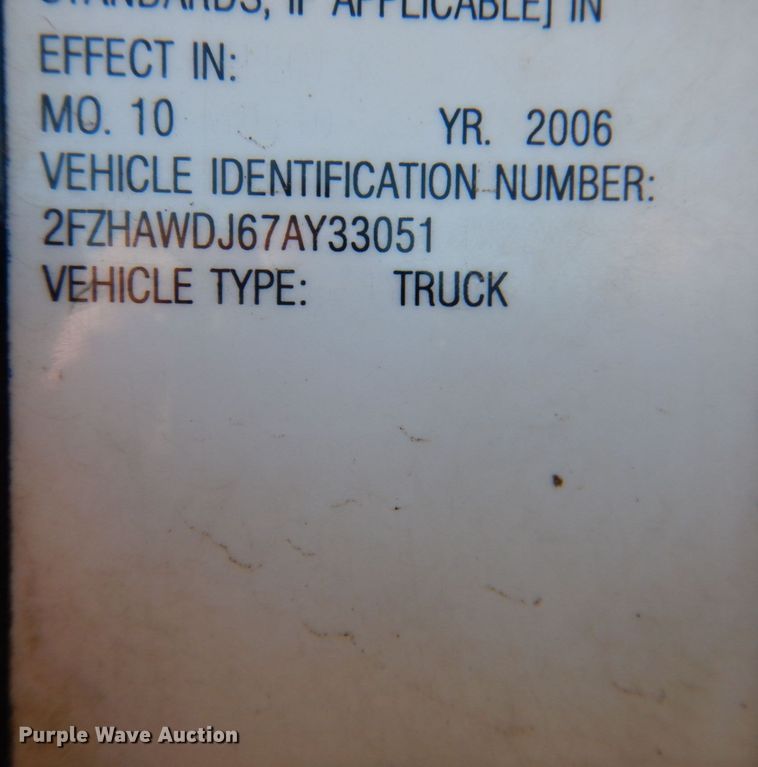 STANDARDS, IF APPLICABLE] IN
EFFECT IN:
MO. 10 YR. 2006
VEHICLE IDENTIFICATION NUMBER:
2FZHAWDJ67AY33051
VEHICLE TYPE: TRUCK
Purple Wave Auction